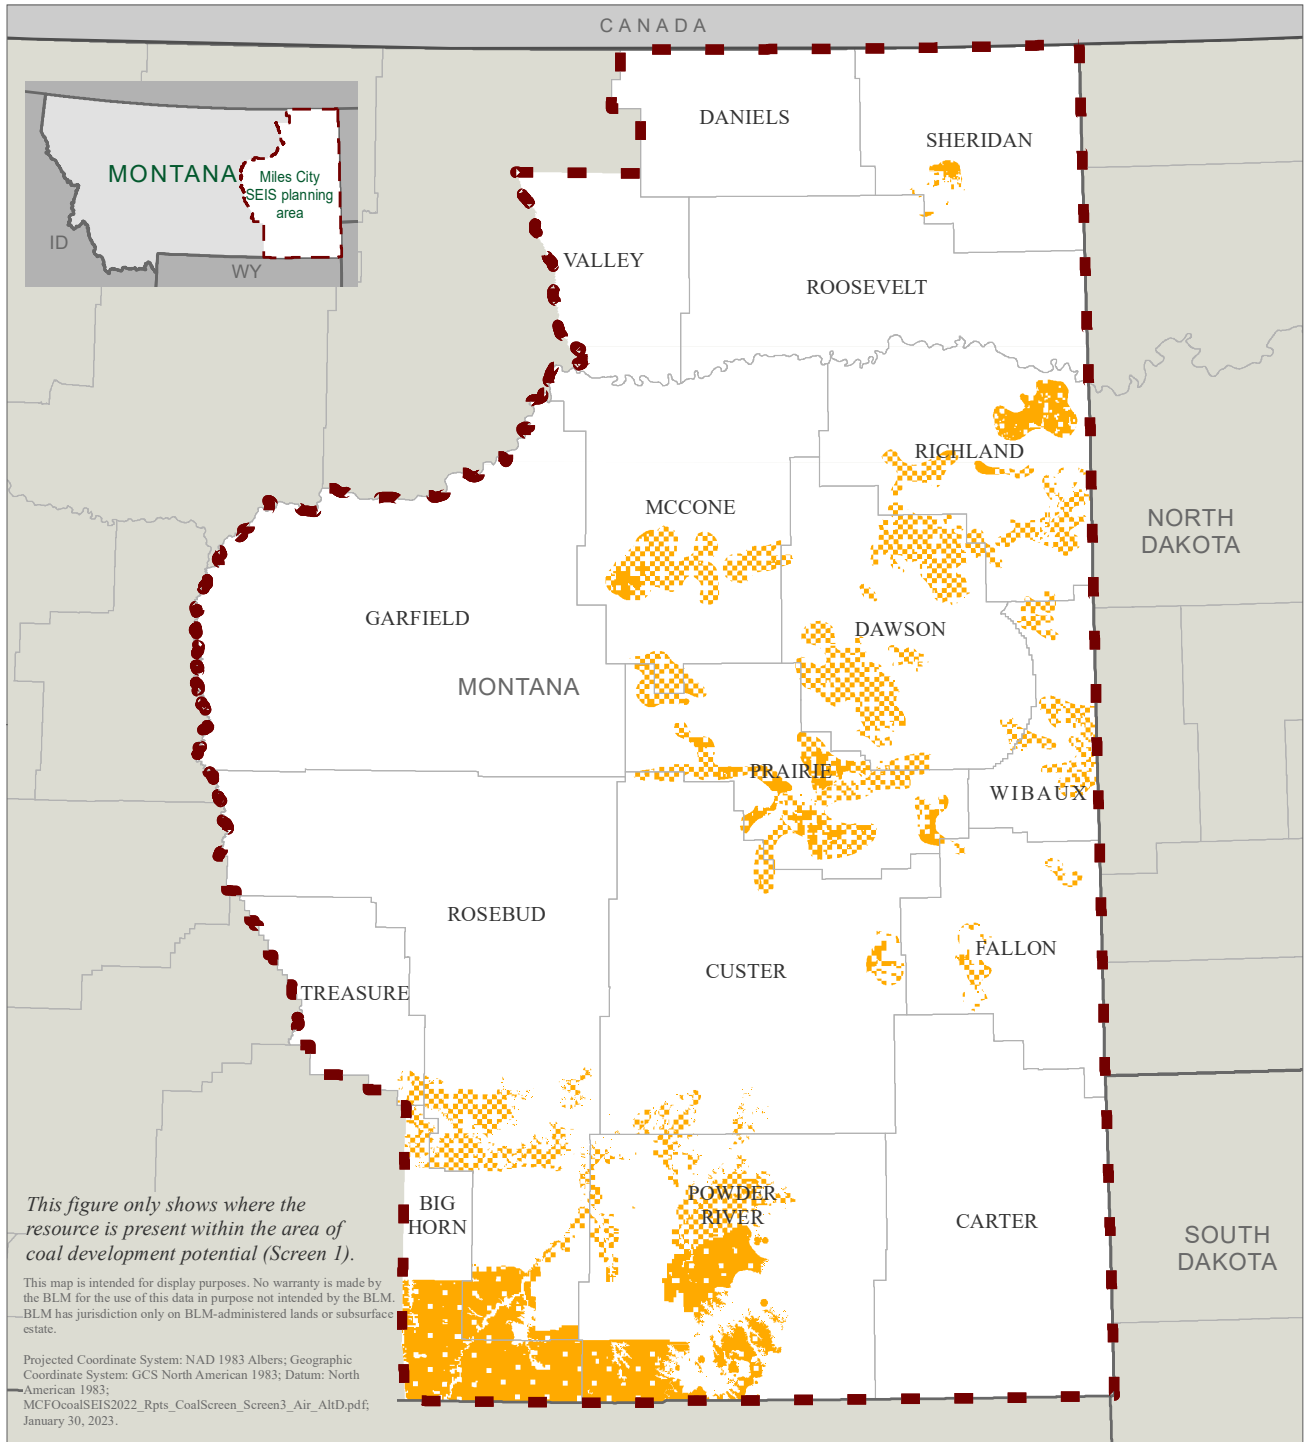 CANADA
DANIELS
SHERIDAN
MONTANA
Miles City
SEIS planning
area
ID
WY
VALLEY
ROOSEVELT
RICHLAND
MCCONE
NORTH
DAKOTA
GARFIELD
DAWSON
MONTANA
PRAIRIE
WIBAUX
ROSEBUD
FALLON
CUSTER
TREASURE
POWDER
RIVER
BIG
HORN
CARTER
SOUTH
DAKOTA
This figure only shows where the
resource is present within the area of
coal development potential (Screen 1).
This map is intended for display purposes. No warranty is made by
the BLM for the use of this data in purpose not intended by the BLM.
BLM has jurisdiction only on BLM-administered lands or subsurface
estate.
Projected Coordinate System: NAD 1983 Albers; Geographic
Coordinate System: GCS North American 1983; Datum: North
American 1983;
MCFOcoalSEIS2022_Rpts_CoalScreen_Screen3_Air_AltD.pdf;
January 30, 2023.